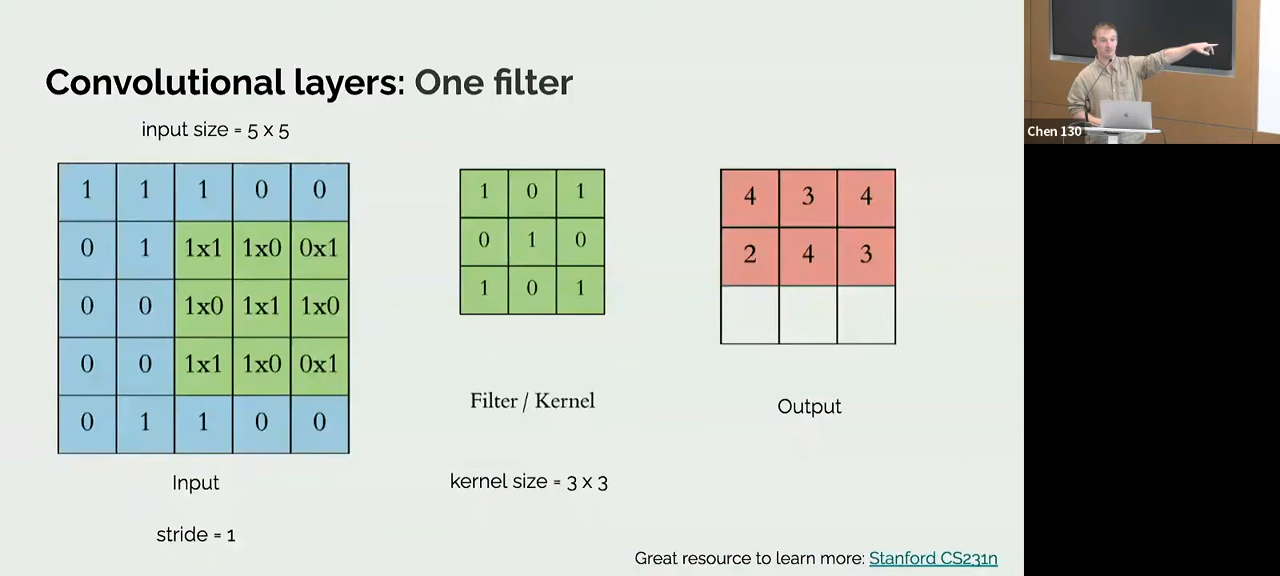 Convolutional layers: One filter
input size = 5 x 5
1 1 1 0 0
0 1 1x1 1x0 0x1
0 0 1x0 1x1 1x0
0 0 1x1 1x0 0x1
0 1 1 0 0
Input
stride = 1
1 0 1
0 1 0
1 0 1
Filter / Kernel
kernel size = 3 x 3
4 3 4
2 4 3
Output
Great resource to learn more: Stanford CS231n
Chen 130